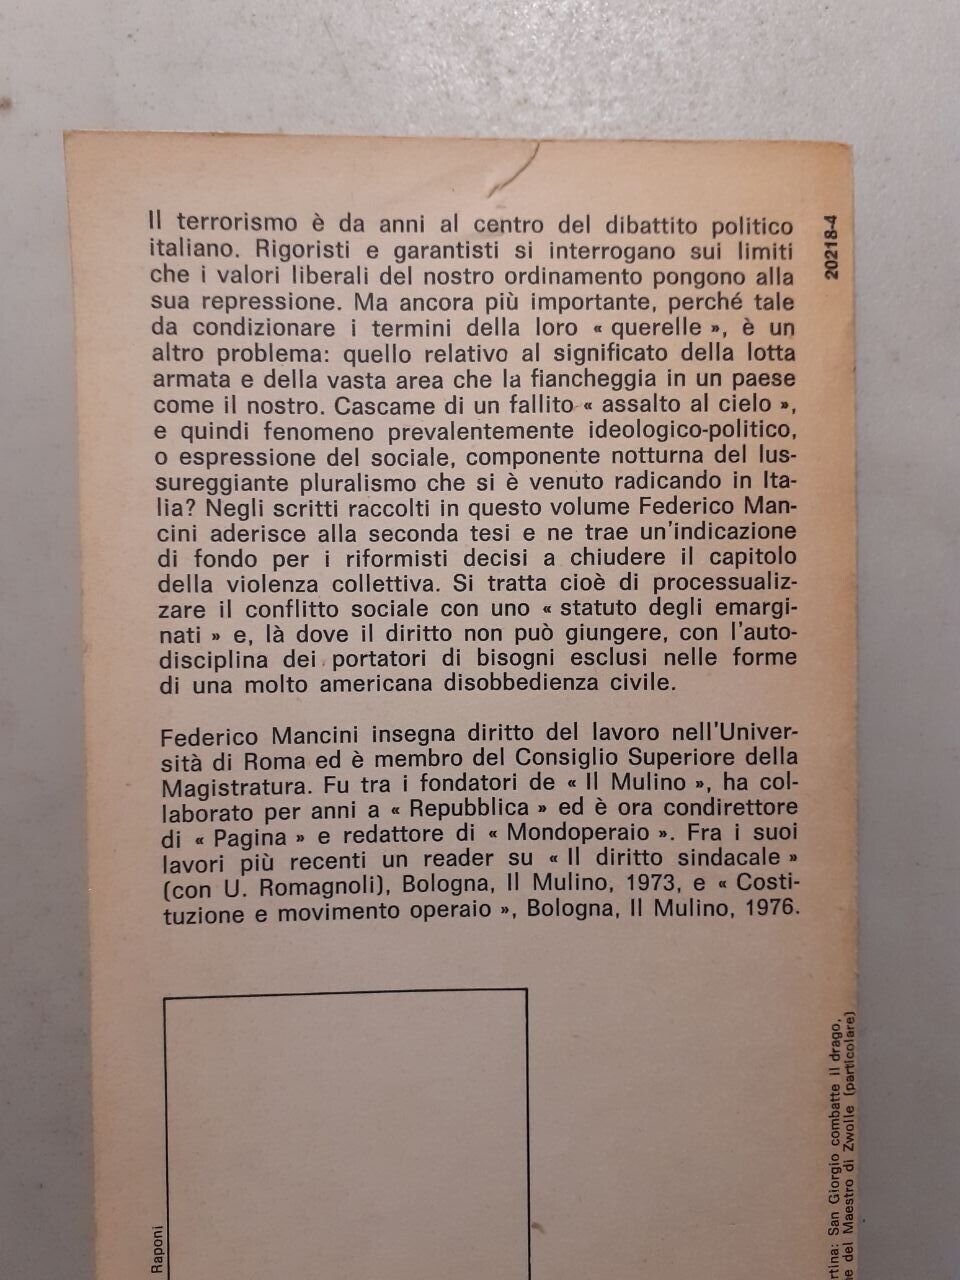 Il terrorismo è da anni al centro del dibattito politico
italiano. Rigoristi e garantisti si interrogano sui limiti
che i valori liberali del nostro ordinamento pongono alla
sua repressione. Ma ancora più importante, perché tale
da condizionare i termini della loro « querelle », è un
altro problema: quello relativo al significato della lotta
armata e della vasta area che la fiancheggia in un paese
come il nostro. Cascame di un fallito « assalto al cielo »,
e quindi fenomeno prevalentemente ideologico-politico,
o espressione del sociale, componente notturna del lus-
sureggiante pluralismo che si è venuto radicando in Ita-
lia? Negli scritti raccolti in questo volume Federico Man-
cini aderisce alla seconda tesi e ne trae un'indicazione
di fondo per i riformisti decisi a chiudere il capitolo
della violenza collettiva. Si tratta cioè di processualiz-
zare il conflitto sociale con uno « statuto degli emargi-
nati » e, là dove il diritto non può giungere, con l'auto-
disciplina dei portatori di bisogni esclusi nelle forme
di una molto americana disobbedienza civile.
Federico Mancini insegna diritto del lavoro nell'Univer-
sità di Roma ed è membro del Consiglio Superiore della
Magistratura. Fu tra i fondatori de « Il Mulino », ha col-
laborato per anni a « Repubblica » ed è ora condirettore
di « Pagina » e redattore di « Mondoperaio ». Fra i suoi
lavori più recenti un reader su « Il diritto sindacale »
(con U. Romagnoli), Bologna, Il Mulino, 1973, e « Costi-
tuzione e movimento operaio », Bologna, Il Mulino, 1976.
20218-4
rtina: San Giorgio combatte il drago,
e del Maestro di Zwolle (particolare)
Raponi